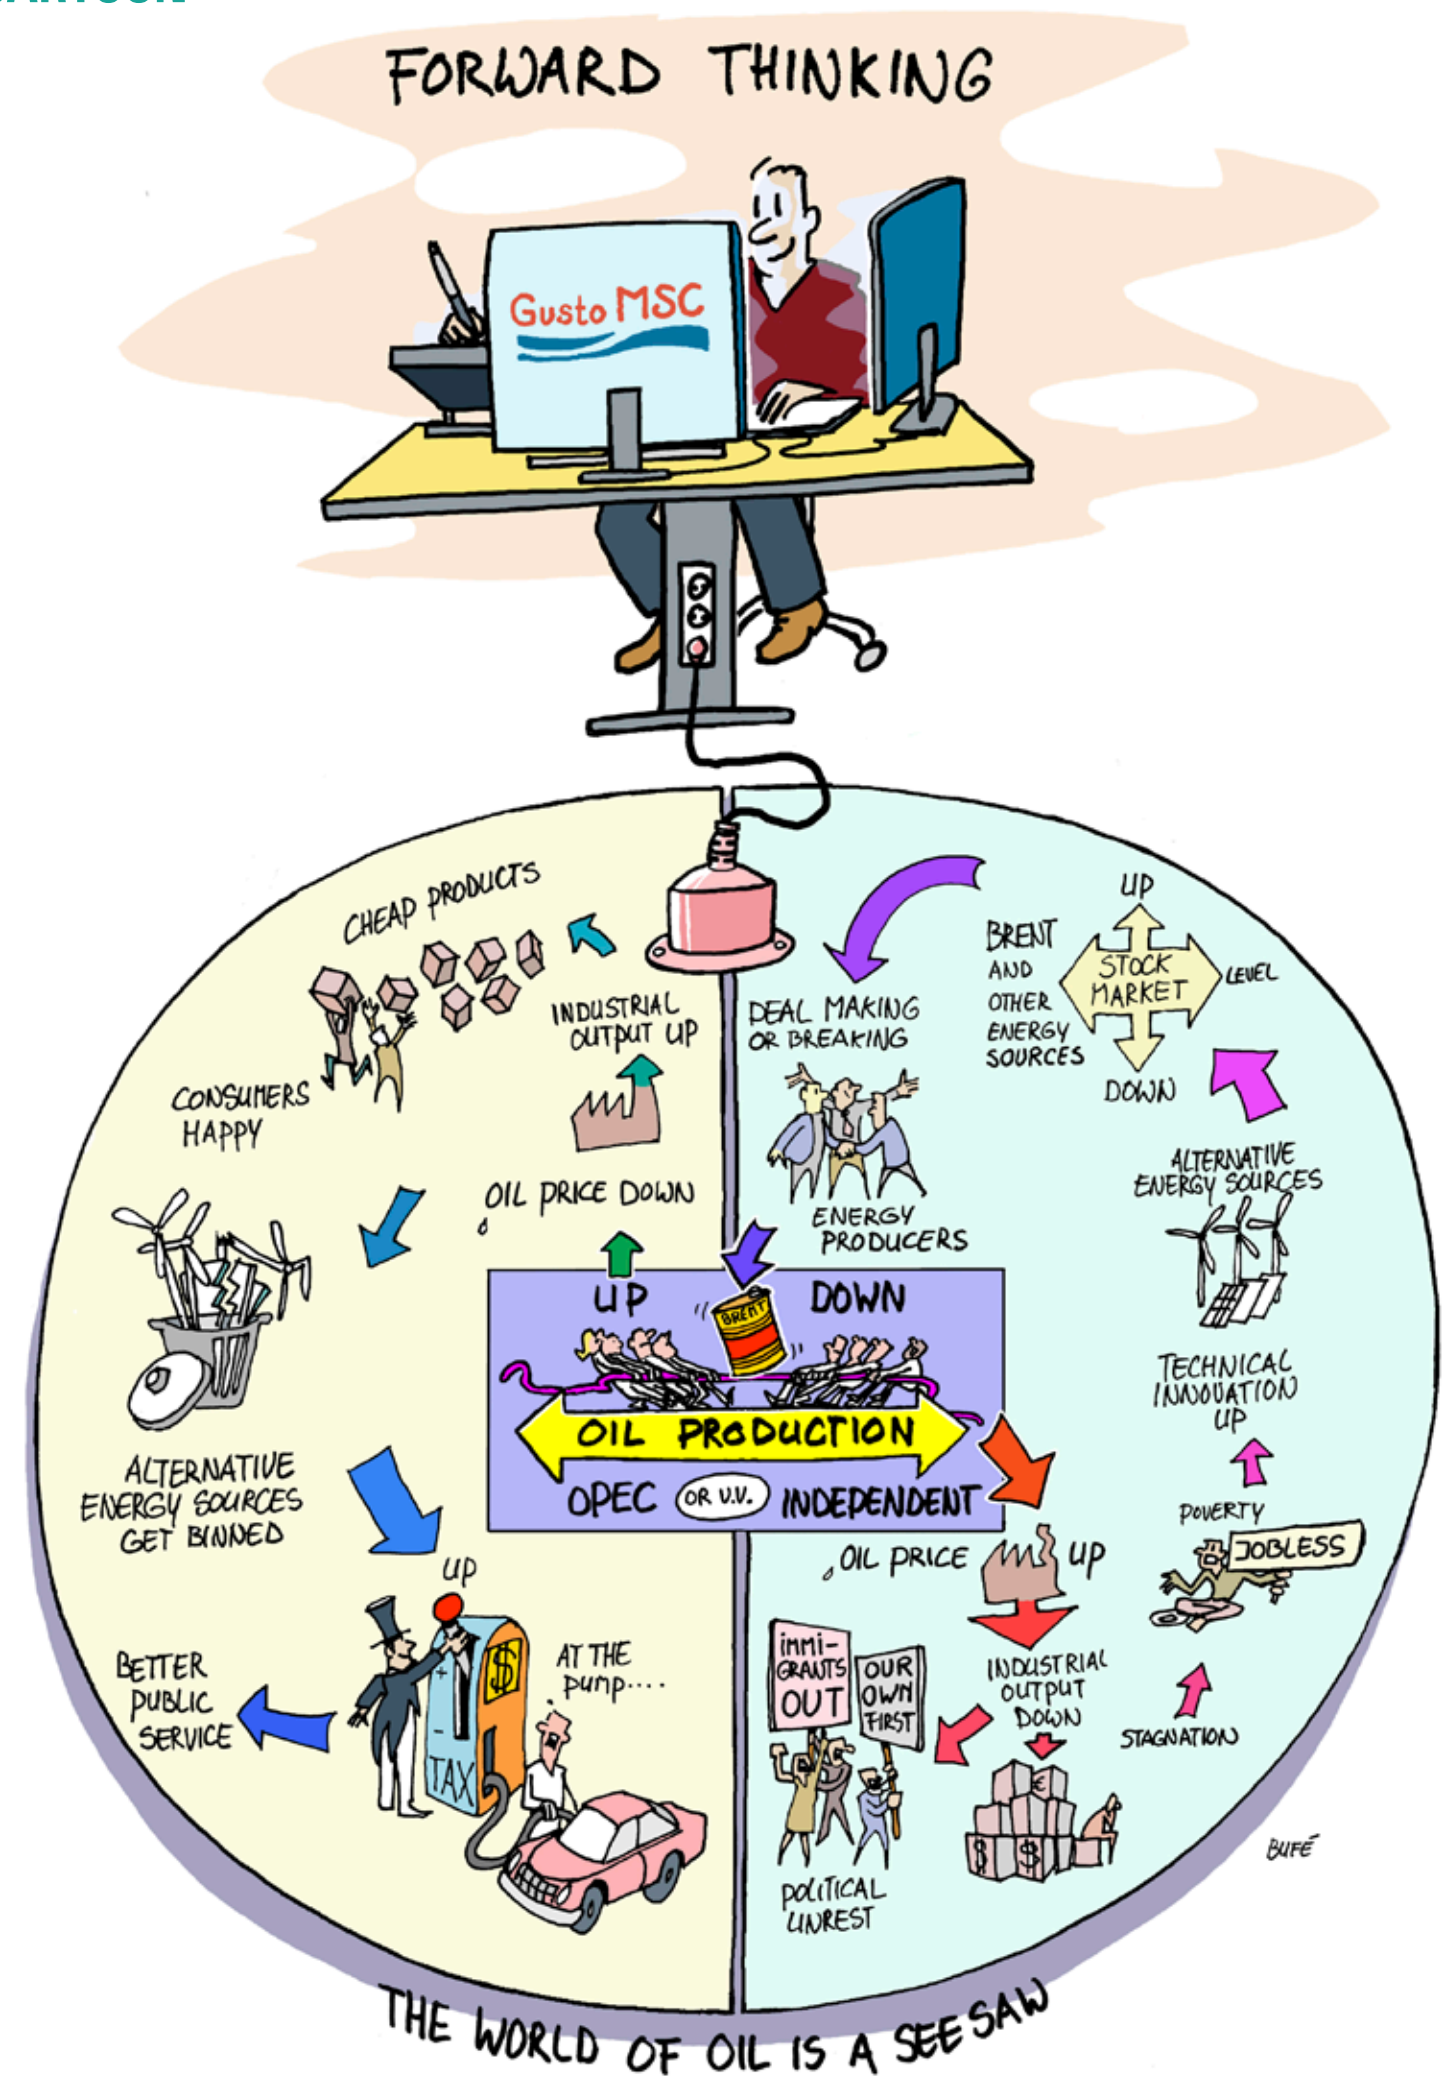 FORWARD THINKING
Gusto MSC
CHEAP PRODUCTS
INDUSTRIAL
OUTPUT UP
CONSUMERS
HAPPY
OIL PRICE DOWN
ALTERNATIVE
ENERGY SOURCES
GET BINNED
UP
$
AT THE
PUMP....
+
-
TAX
BETTER
PUBLIC
SERVICE
UP
DOWN
BRENT
OIL PRODUCTION
OPEC
OR V.V.
INDEPENDENT
DEAL MAKING
OR BREAKING
ENERGY
PRODUCERS
BRENT
AND
OTHER
ENERGY
SOURCES
UP
STOCK
MARKET
LEVEL
DOWN
ALTERNATIVE
ENERGY SOURCES
TECHNICAL
INNOVATION
UP
POVERTY
JOBLESS
STAGNATION
OIL PRICE
UP
INDUSTRIAL
OUTPUT
DOWN
€
$
$
iMMi-
GRANTS
OUT
OUR
OWN
FIRST
POLITICAL
UNREST
BUFÉ
THE WORLD OF OIL IS A SEESAW